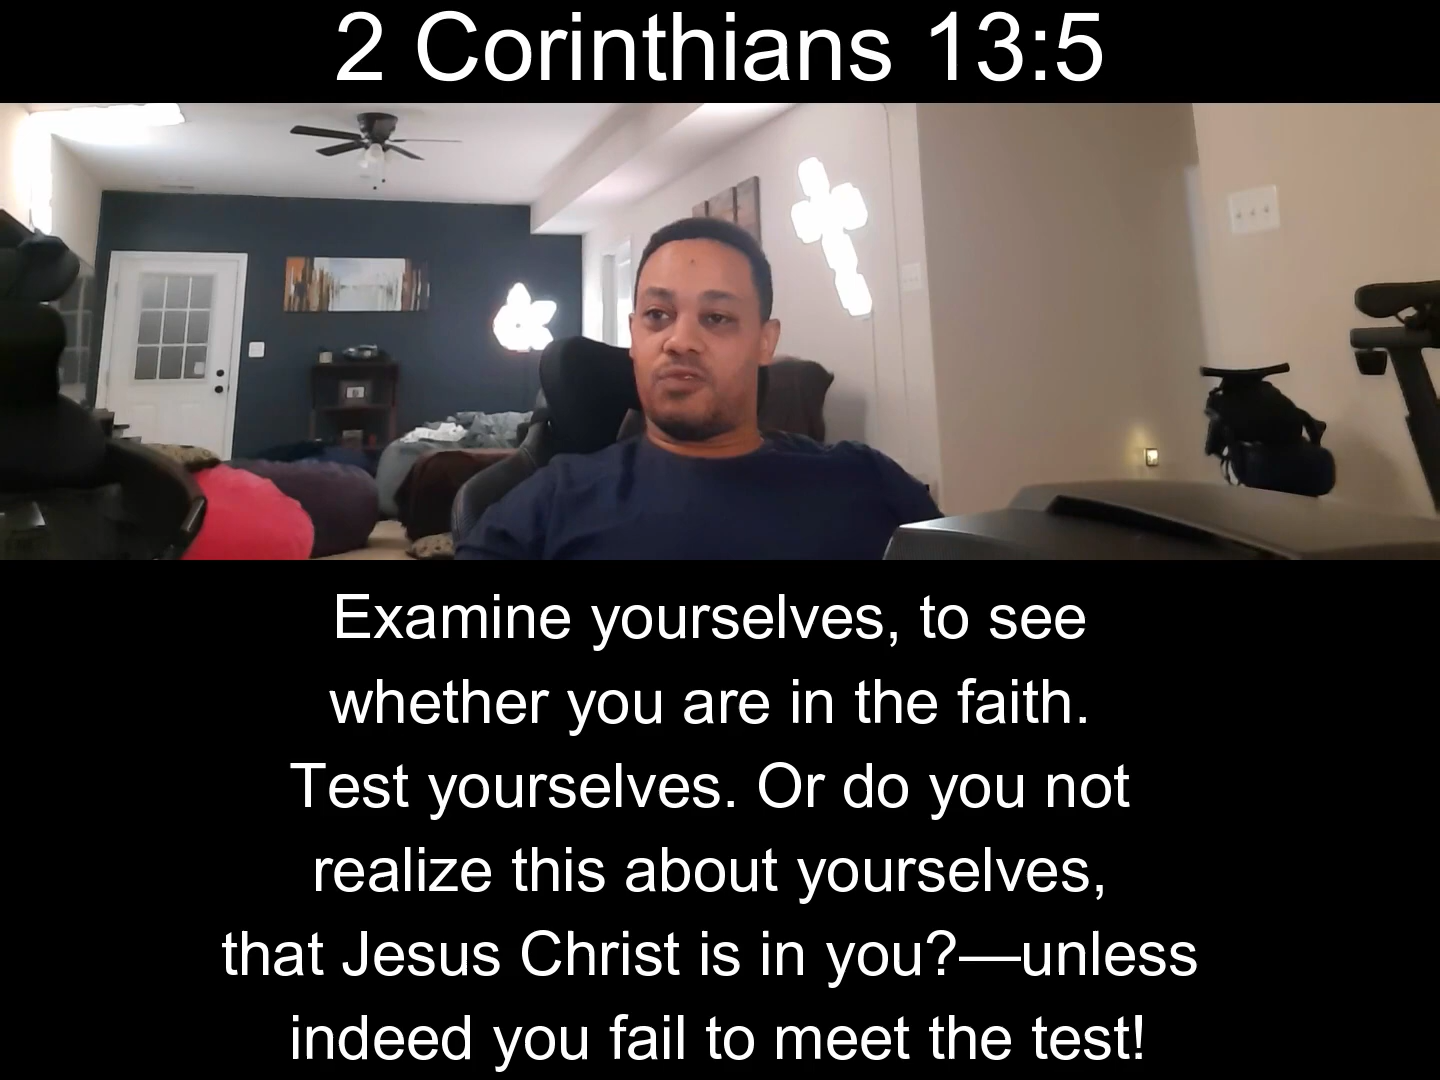 2 Corinthians 13:5
Examine yourselves, to see
whether you are in the faith.
Test yourselves. Or do you not
realize this about yourselves,
that Jesus Christ is in you?—unless
indeed you fail to meet the test!